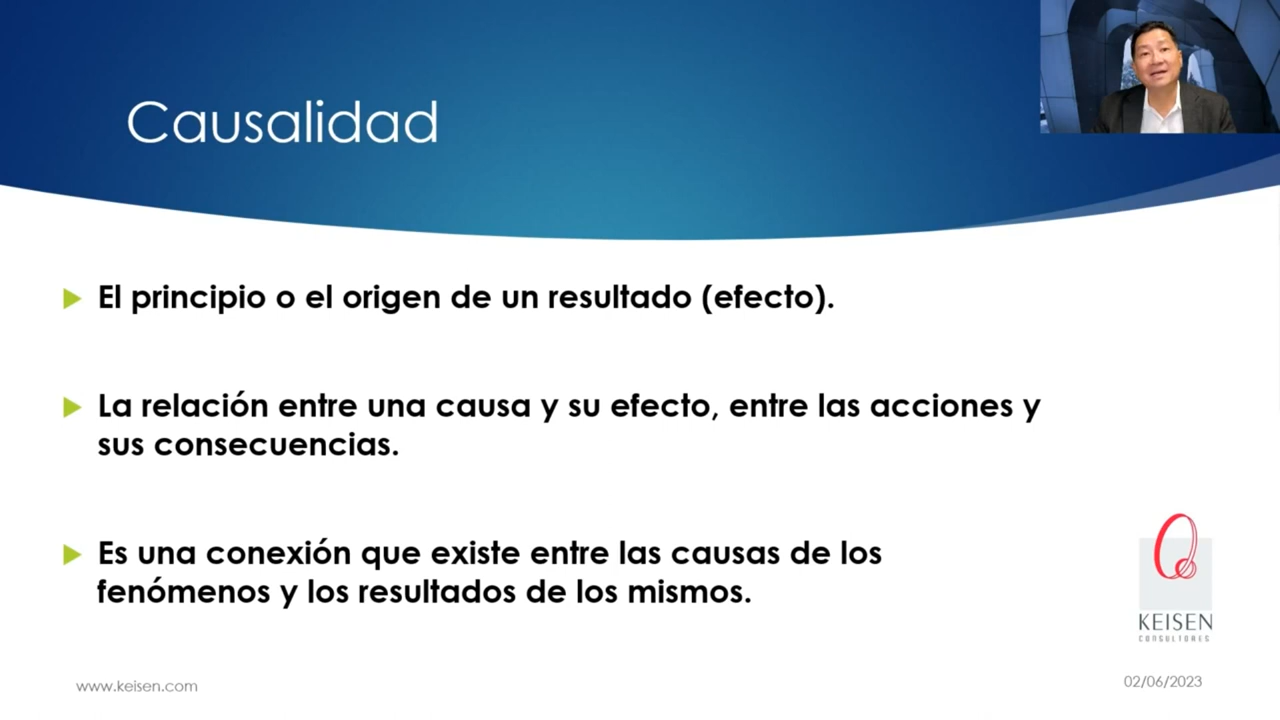 Causalidad
El principio o el origen de un resultado (efecto).
La relación entre una causa y su efecto, entre las acciones y
sus consecuencias.
Es una conexión que existe entre las causas de los
fenómenos y los resultados de los mismos.
KEISEN
CONSULTORES
www.keisen.com
02/06/2023